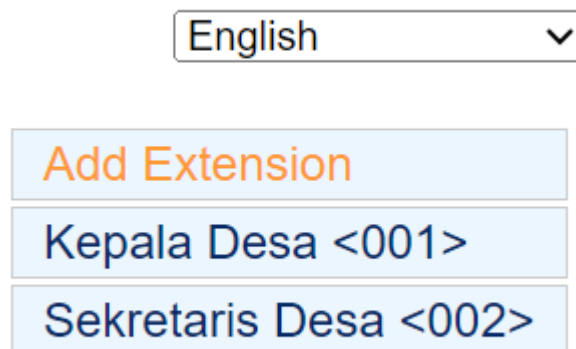 English
Add Extension
Kepala Desa <001>
Sekretaris Desa <002>